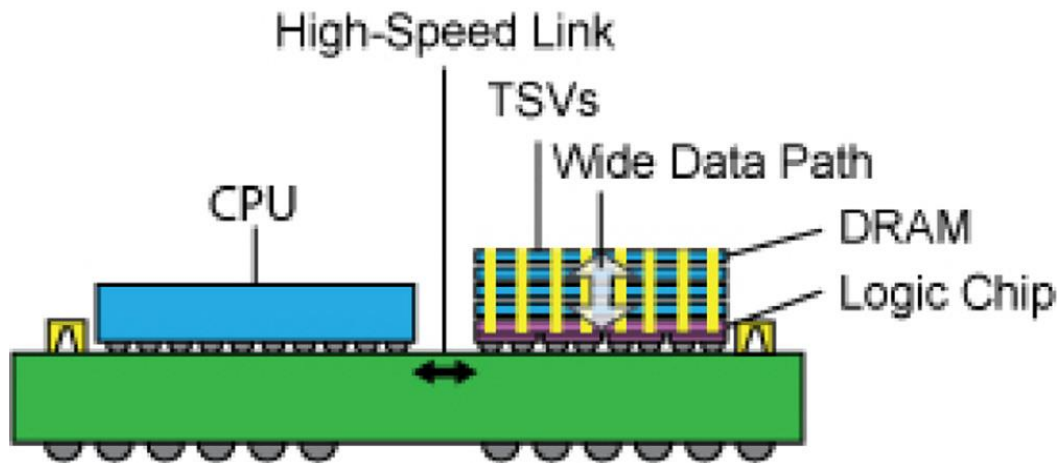 High-Speed Link
TSVs
Wide Data Path
CPU
DRAM
Logic Chip